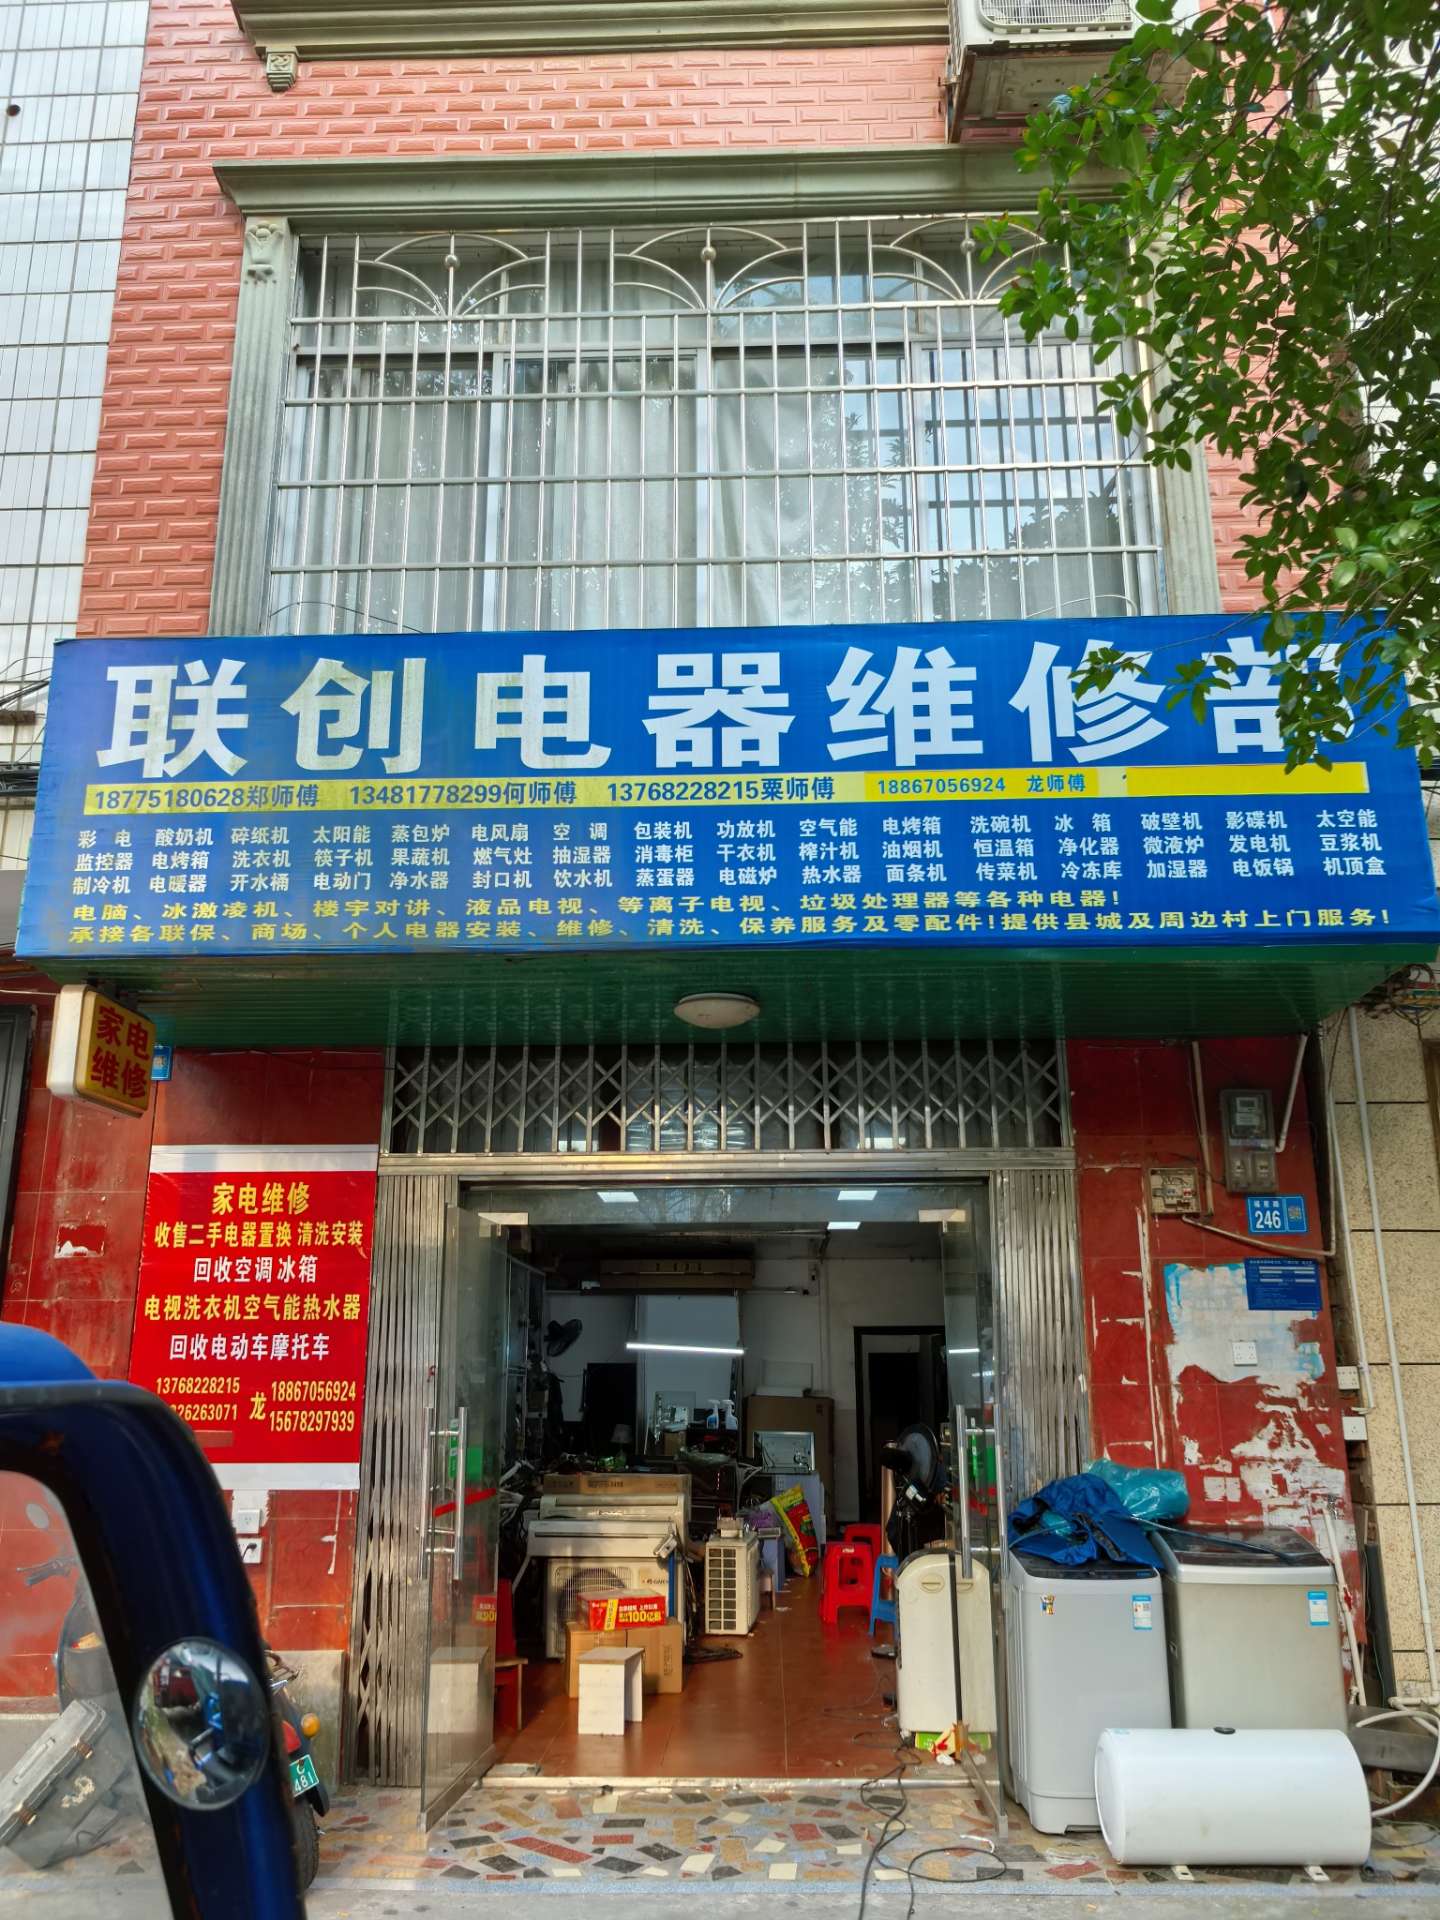 联创电器维修部
18775180628郑师傅 13481778299何师傅 13768228215粟师傅 18867056924 龙师傅
彩电 酸奶机 碎纸机 太阳能 蒸包炉 电风扇 空调 包装机 功放机 空气能 电烤箱 洗碗机 冰箱 破壁机 影碟机 太空能
监控器 电烤箱 洗衣机 筷子机 果蔬机 燃气灶 抽湿器 消毒柜 干衣机 榨汁机 油烟机 恒温箱 净化器 微液炉 发电机 豆浆机
制冷机 电暖器 开水桶 电动门 净水器 封口机 饮水机 蒸蛋器 电磁炉 热水器 面条机 传菜机 冷冻库 加湿器 电饭锅 机顶盒
电脑、冰激凌机、楼宇对讲、液品电视、等离子电视、垃圾处理器等各种电器!
承接各联保、商场、个人电器安装、维修、清洗、保养服务及零配件!提供县城及周边村上门服务!
家电
维修
家电维修
收售二手电器置换 清洗安装
回收空调冰箱
电视洗衣机空气能热水器
回收电动车摩托车
13768228215 龙 18867056924
26263071 15678297939
246
100亿
481